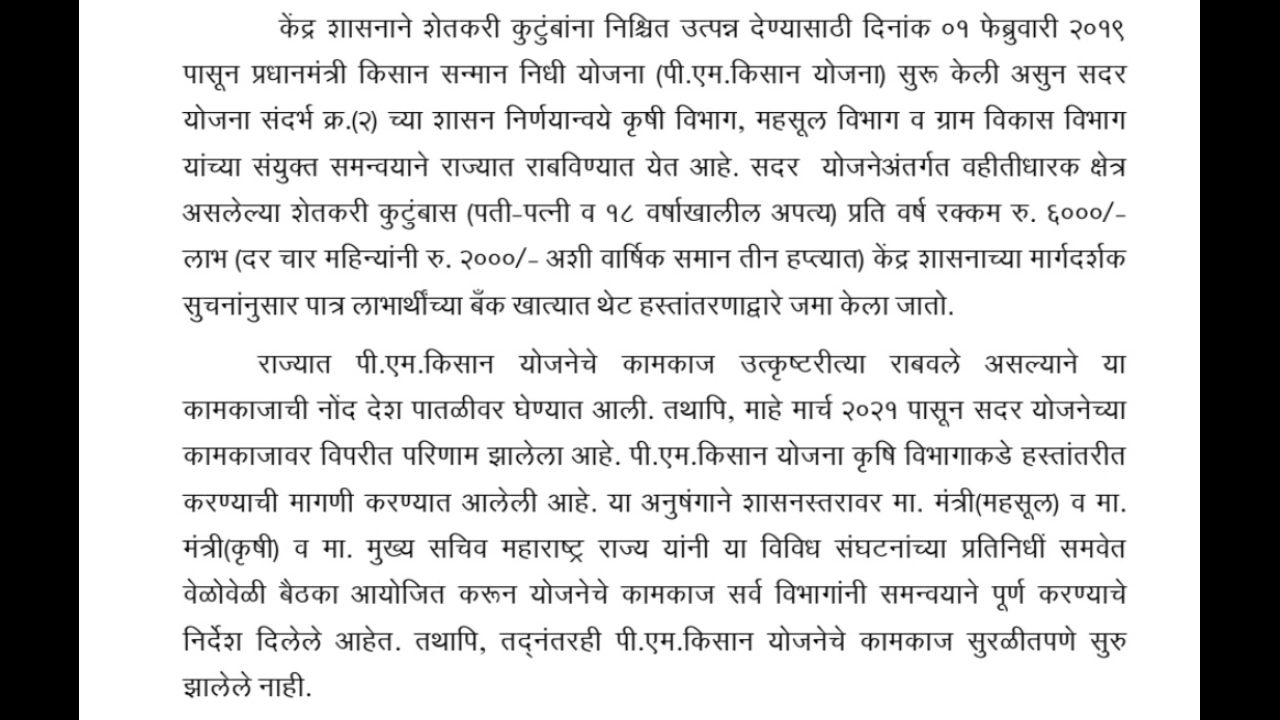 केंद्र शासनाने शेतकरी कुटुंबांना निश्चित उत्पन्न देण्यासाठी दिनांक ०१ फेब्रुवारी २०१९
पासून प्रधानमंत्री किसान सन्मान निधी योजना (पी.एम.किसान योजना) सुरू केली असुन सदर
योजना संदर्भ क्र.(२) च्या शासन निर्णयान्वये कृषी विभाग, महसूल विभाग व ग्राम विकास विभाग
यांच्या संयुक्त समन्वयाने राज्यात राबविण्यात येत आहे. सदर योजनेअंतर्गत वहीतीधारक क्षेत्र
असलेल्या शेतकरी कुटुंबास (पती-पत्नी व १८ वर्षाखालील अपत्य) प्रति वर्ष रक्कम रु. ६०००/-
लाभ (दर चार महिन्यांनी रु. २०००/- अशी वार्षिक समान तीन हप्त्यात) केंद्र शासनाच्या मार्गदर्शक
सुचनांनुसार पात्र लाभार्थींच्या बँक खात्यात थेट हस्तांतरणाद्वारे जमा केला जातो.
राज्यात पी.एम.किसान योजनेचे कामकाज उत्कृष्टरीत्या राबवले असल्याने या
कामकाजाची नोंद देश पातळीवर घेण्यात आली. तथापि, माहे मार्च २०२१ पासून सदर योजनेच्या
कामकाजावर विपरीत परिणाम झालेला आहे. पी.एम.किसान योजना कृषि विभागाकडे हस्तांतरीत
करण्याची मागणी करण्यात आलेली आहे. या अनुषंगाने शासनस्तरावर मा. मंत्री(महसूल) व मा.
मंत्री(कृषी) व मा. मुख्य सचिव महाराष्ट्र राज्य यांनी या विविध संघटनांच्या प्रतिनिधीं समवेत
वेळोवेळी बैठका आयोजित करून योजनेचे कामकाज सर्व विभागांनी समन्वयाने पूर्ण करण्याचे
निर्देश दिलेले आहेत. तथापि, तद्नंतरही पी.एम.किसान योजनेचे कामकाज सुरळीतपणे सुरु
झालेले नाही.